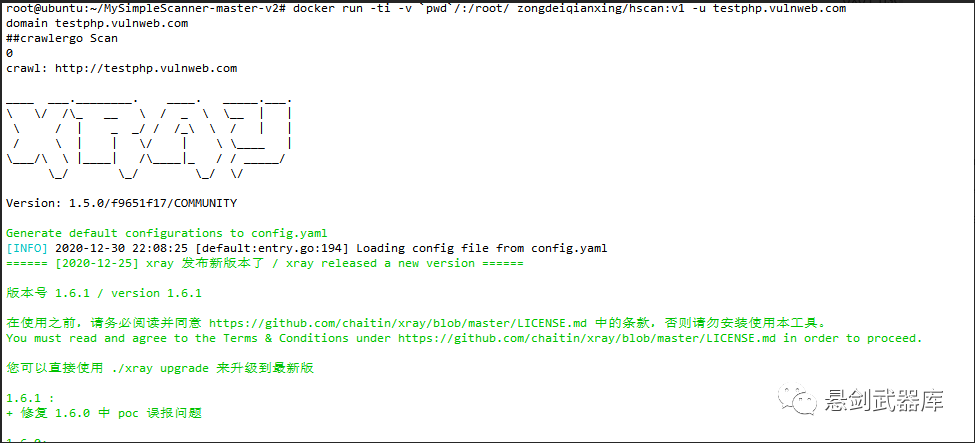 root@ubuntu:~/MySimpleScanner-master-v2# docker run -ti -v `pwd`/:/root/ zongdeiqianxing/hscan:v1 -u testphp.vulnweb.com
domain testphp.vulnweb.com
##crawlergo Scan
0
crawl: http://testphp.vulnweb.com
XRAY
Version: 1.5.0/f9651f17/COMMUNITY
Generate default configurations to config.yaml
[INFO] 2020-12-30 22:08:25 [default:entry.go:194] Loading config file from config.yaml
====== [2020-12-25] xray 发布新版本了 / xray released a new version ======
版本号 1.6.1 / version 1.6.1
在使用之前，请务必阅读并同意 https://github.com/chaitin/xray/blob/master/LICENSE.md 中的条款，否则请勿安装使用本工具。
You must read and agree to the Terms & Conditions under https://github.com/chaitin/xray/blob/master/LICENSE.md in order to proceed.
您可以直接使用 ./xray upgrade 来升级到最新版
1.6.1 :
+ 修复 1.6.0 中 poc 误报问题
1.6.0:
悬剑武器库